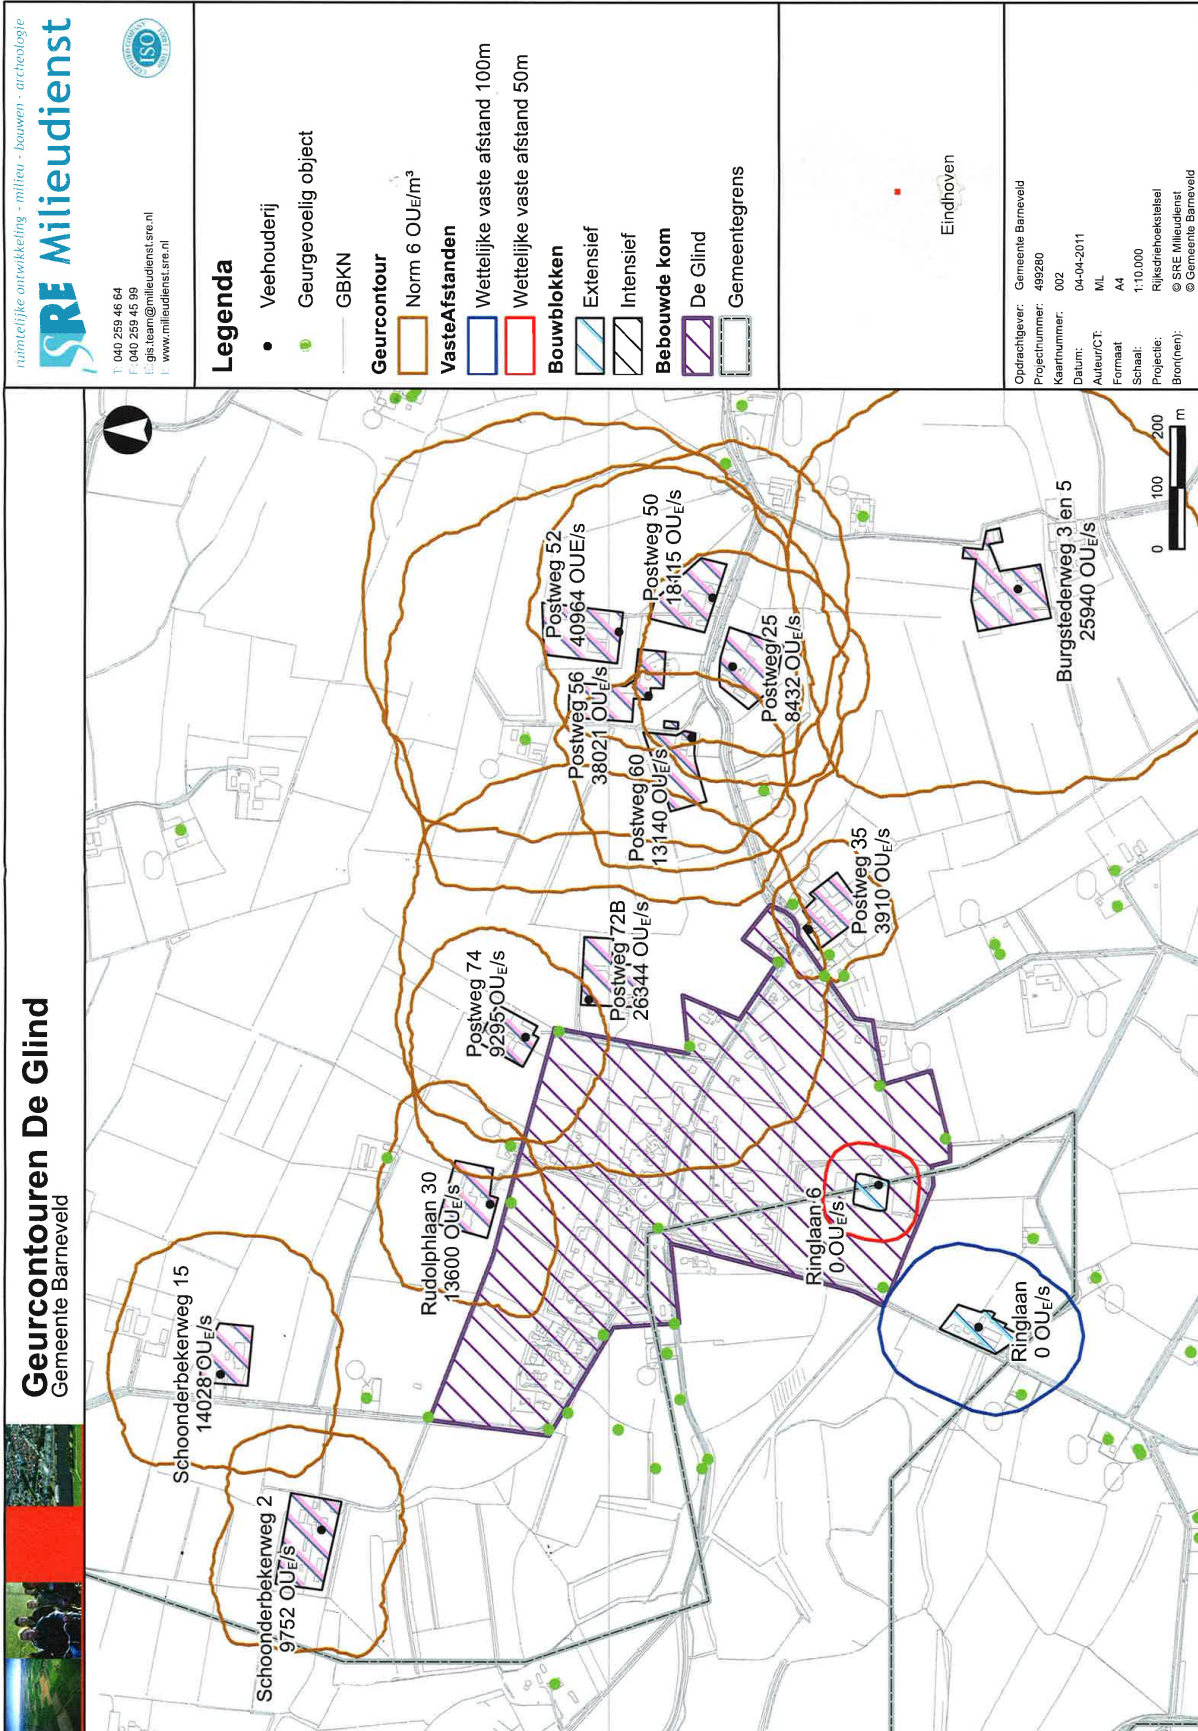 Geurcontouren De Glind
Gemeente Barneveld
ruimtelijke ontwikkeling - milieu - bouwen - archeologie
SRE Milieudienst
T: 040 259 46 64
F: 040 259 45 99
E: gis.team@milieudienst.sre.nl
I: www.milieudienst.sre.nl
ISO
Legenda
Veehouderij
Geurgevoelig object
GBKN
Geurcontour
Norm 6 OUE/m³
VasteAfstanden
Wettelijke vaste afstand 100m
Wettelijke vaste afstand 50m
Bouwblokken
Extensief
Intensief
Bebouwde kom
De Glind
Gemeentegrens
Eindhoven
Opdrachtgever: Gemeente Barneveld
Projectnummer: 499280
Kaartnummer: 002
Datum: 04-04-2011
Auteur/CT: ML
Formaat A4
Schaal: 1:10.000
Projectie: Rijksdriehoekstelsel
Bron(nen): © SRE Milieudienst
© Gemeente Barneveld
Schoonderbekerweg 15
14028 OUE/s
Schoonderbekerweg 2
9752 OUE/s
Rudolphlaan 30
13600 OUE/s
Postweg 74
9295 OUE/s
Postweg 72B
26344 OUE/s
Postweg 52
40964 OUE/s
Postweg 56
38021 OUE/s
Postweg 50
18115 OUE/s
Postweg 60
13140 OUE/s
Postweg 25
8432 OUE/s
Postweg 35
3910 OUE/s
Ringlaan 6
0 OUE/s
Ringlaan
0 OUE/s
Burgstederweg 3 en 5
25940 OUE/s
0 100 200
m